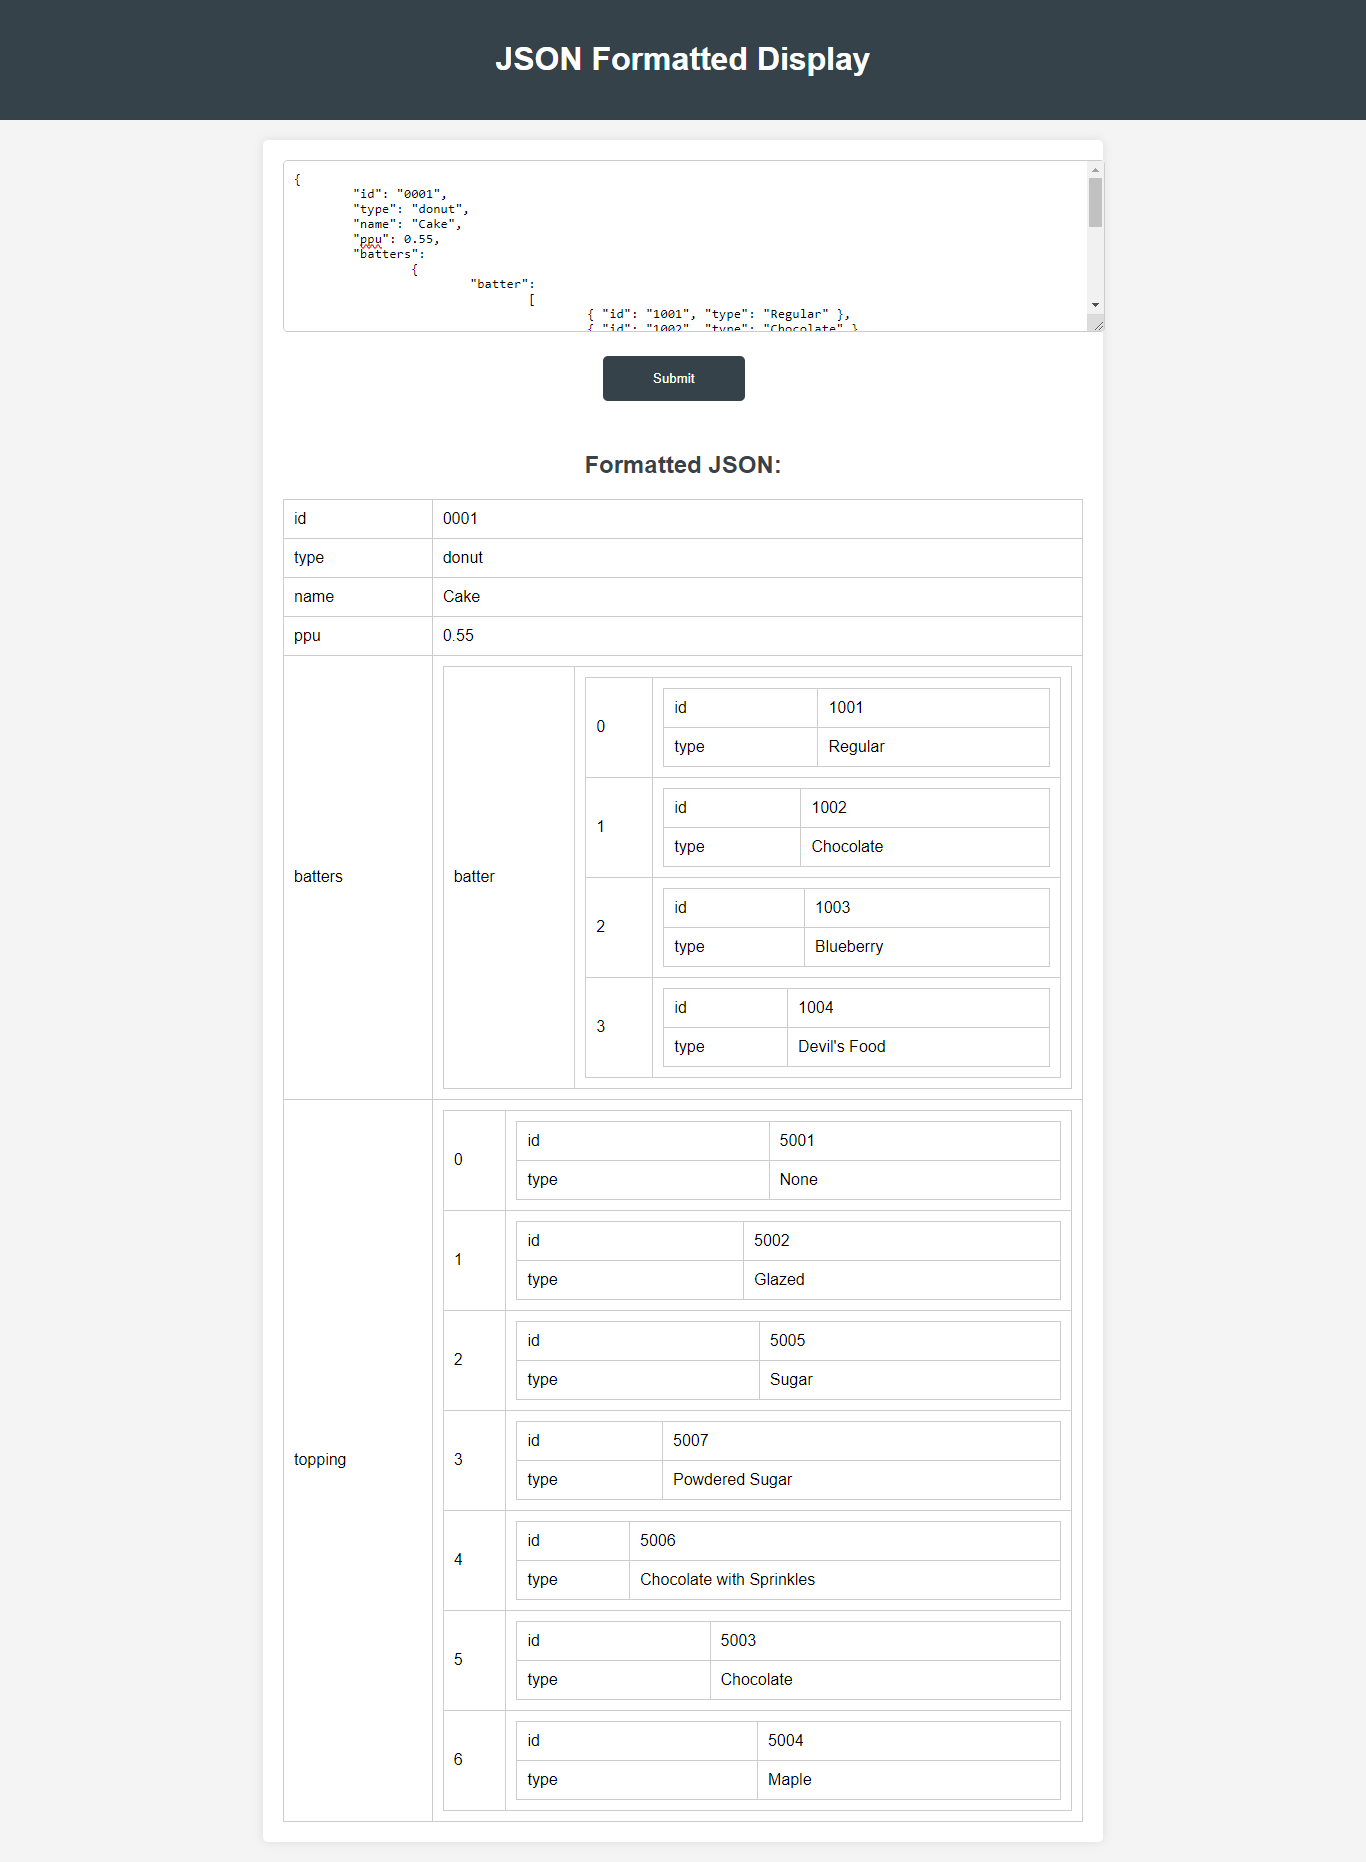 JSON Formatted Display
{
"id": "0001",
"type": "donut",
"name": "Cake",
"ppu": 0.55,
"batters":
{
"batter":
[
{ "id": "1001", "type": "Regular" },
{ "id": "1002", "type": "Chocolate" },
Submit
Formatted JSON:
id 0001
type donut
name Cake
ppu 0.55
batters
batter
0
id 1001
type Regular
1
id 1002
type Chocolate
2
id 1003
type Blueberry
3
id 1004
type Devil's Food
topping
0
id 5001
type None
1
id 5002
type Glazed
2
id 5005
type Sugar
3
id 5007
type Powdered Sugar
4
id 5006
type Chocolate with Sprinkles
5
id 5003
type Chocolate
6
id 5004
type Maple